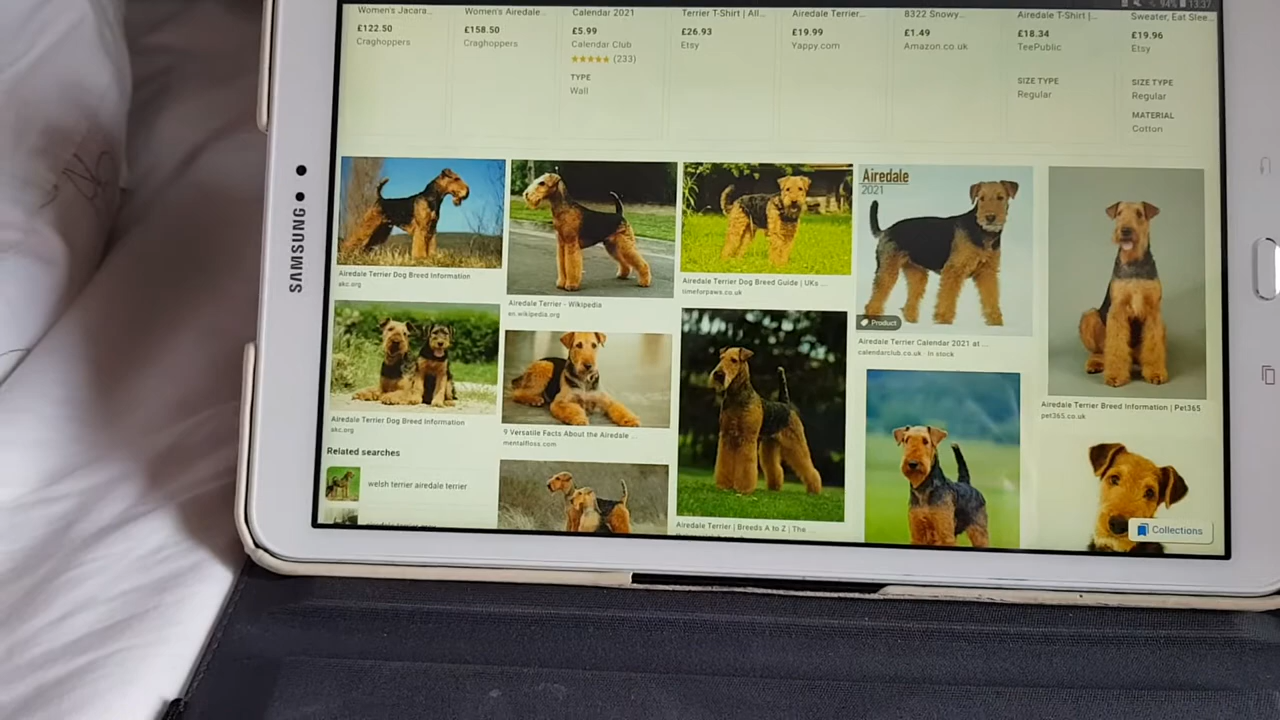 94% 13:37
Women's Jacara...
£122.50
Craghoppers
Women's Airedale...
£158.50
Craghoppers
Calendar 2021
£5.99
Calendar Club
(233)
TYPE
Wall
Terrier T-Shirt | All...
£26.93
Etsy
Airedale Terrier...
£19.99
Yappy.com
8322 Snowy...
£1.49
Amazon.co.uk
Airedale T-Shirt |...
£18.34
TeePublic
SIZE TYPE
Regular
Sweater, Eat Slee...
£19.96
Etsy
SIZE TYPE
Regular
MATERIAL
Cotton
SAMSUNG
Airedale Terrier Dog Breed Information
akc.org
Airedale Terrier - Wikipedia
en.wikipedia.org
Airedale Terrier Dog Breed Guide | UKs ...
timeforpaws.co.uk
Airedale
2021
Product
Airedale Terrier Calendar 2021 at ...
calendarclub.co.uk · In stock
Airedale Terrier Breed Information | Pet365
pet365.co.uk
Airedale Terrier Dog Breed Information
akc.org
9 Versatile Facts About the Airedale ...
mentalfloss.com
Airedale Terrier | Breeds A to Z | The ...
Related searches
welsh terrier airedale terrier
Collections